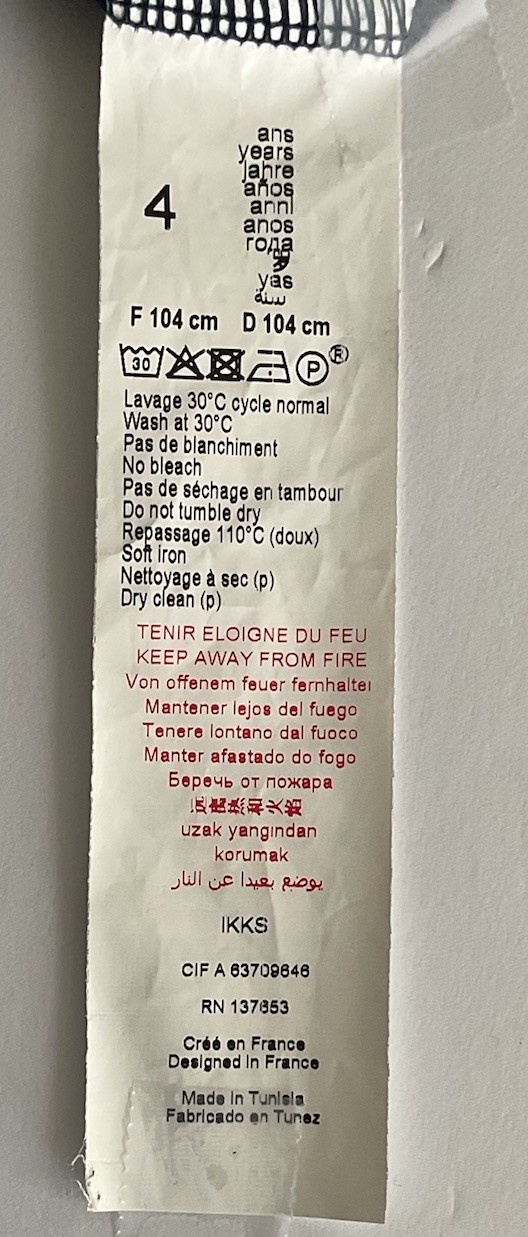 4
ans
years
Jahre
años
anni
anos
года
岁
yas
سنة
F 104 cm D 104 cm
30 P ®
Lavage 30°C cycle normal
Wash at 30°C
Pas de blanchiment
No bleach
Pas de séchage en tambour
Do not tumble dry
Repassage 110°C (doux)
Soft iron
Nettoyage à sec (p)
Dry clean (p)
TENIR ELOIGNE DU FEU
KEEP AWAY FROM FIRE
Von offenem feuer fernhalten
Mantener lejos del fuego
Tenere lontano dal fuoco
Manter afastado do fogo
Беречь от пожара
uzak yangından
korumak
يوضع بعيدا عن النار
IKKS
CIF A 63709646
RN 137653
Créé en France
Designed in France
Made in Tunisia
Fabricado en Tunez